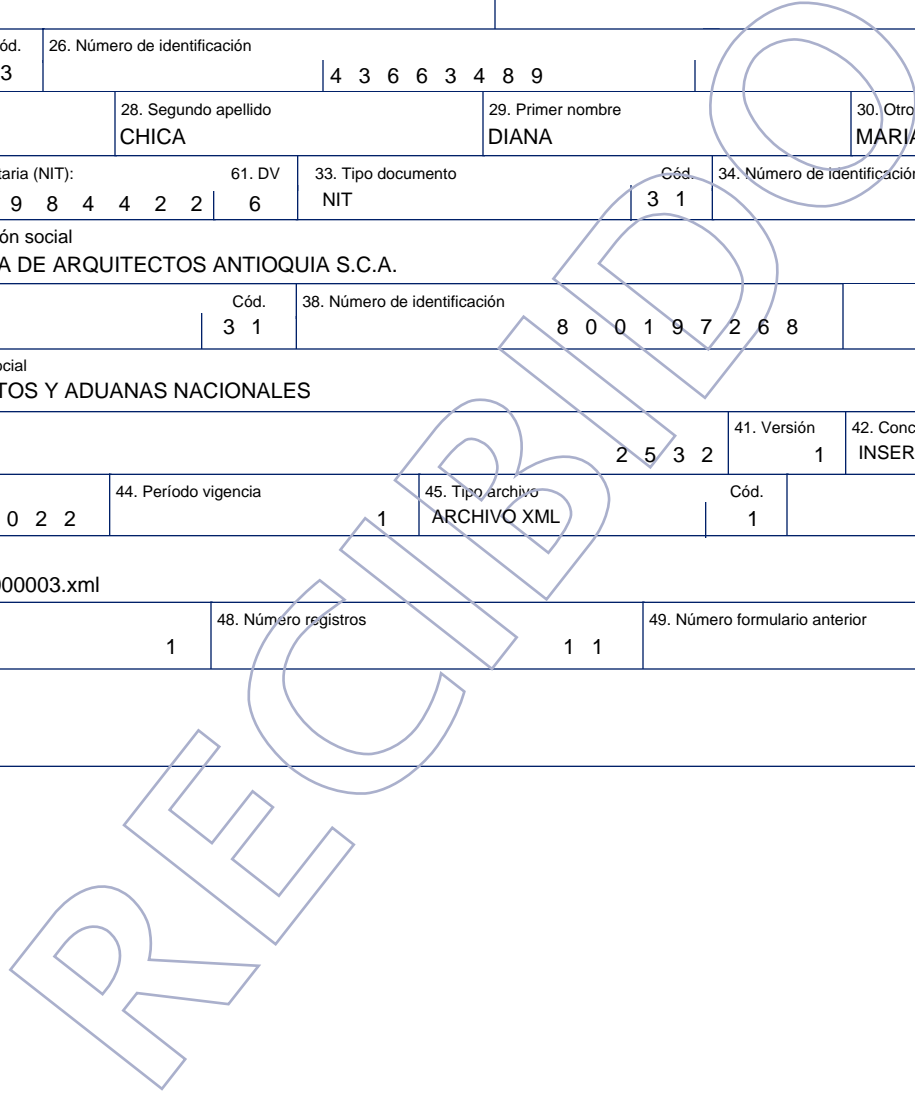 ód. 26. Número de identificación
3 4 3 6 6 3 4 8 9
28. Segundo apellido 29. Primer nombre 30. Otro
CHICA DIANA MARIA
taria (NIT): 61. DV 33. Tipo documento Cód. 34. Número de identificación
9 8 4 4 2 2 6 NIT 3 1
ón social
A DE ARQUITECTOS ANTIOQUIA S.C.A.
Cód. 38. Número de identificación
3 1 8 0 0 1 9 7 2 6 8
ocial
TOS Y ADUANAS NACIONALES
41. Versión 42. Conc
2 5 3 2 1 INSER
44. Período vigencia 45. Tipo archivo Cód.
0 2 2 1 ARCHIVO XML 1
000003.xml
48. Número registros 49. Número formulario anterior
1 1 1
RECIBIDO